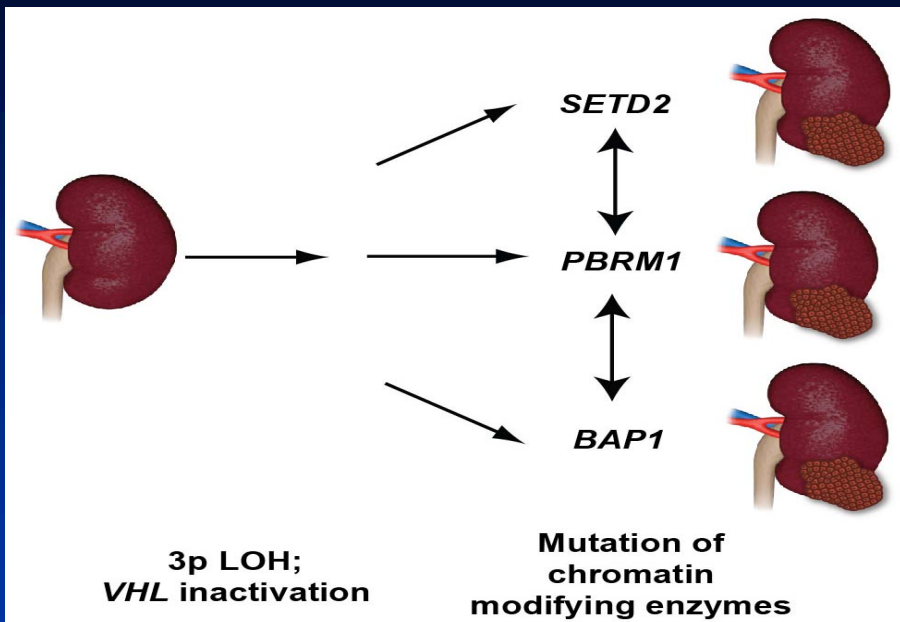 SETD2
PBRM1
BAP1
3p LOH;
VHL inactivation
Mutation of
chromatin
modifying enzymes